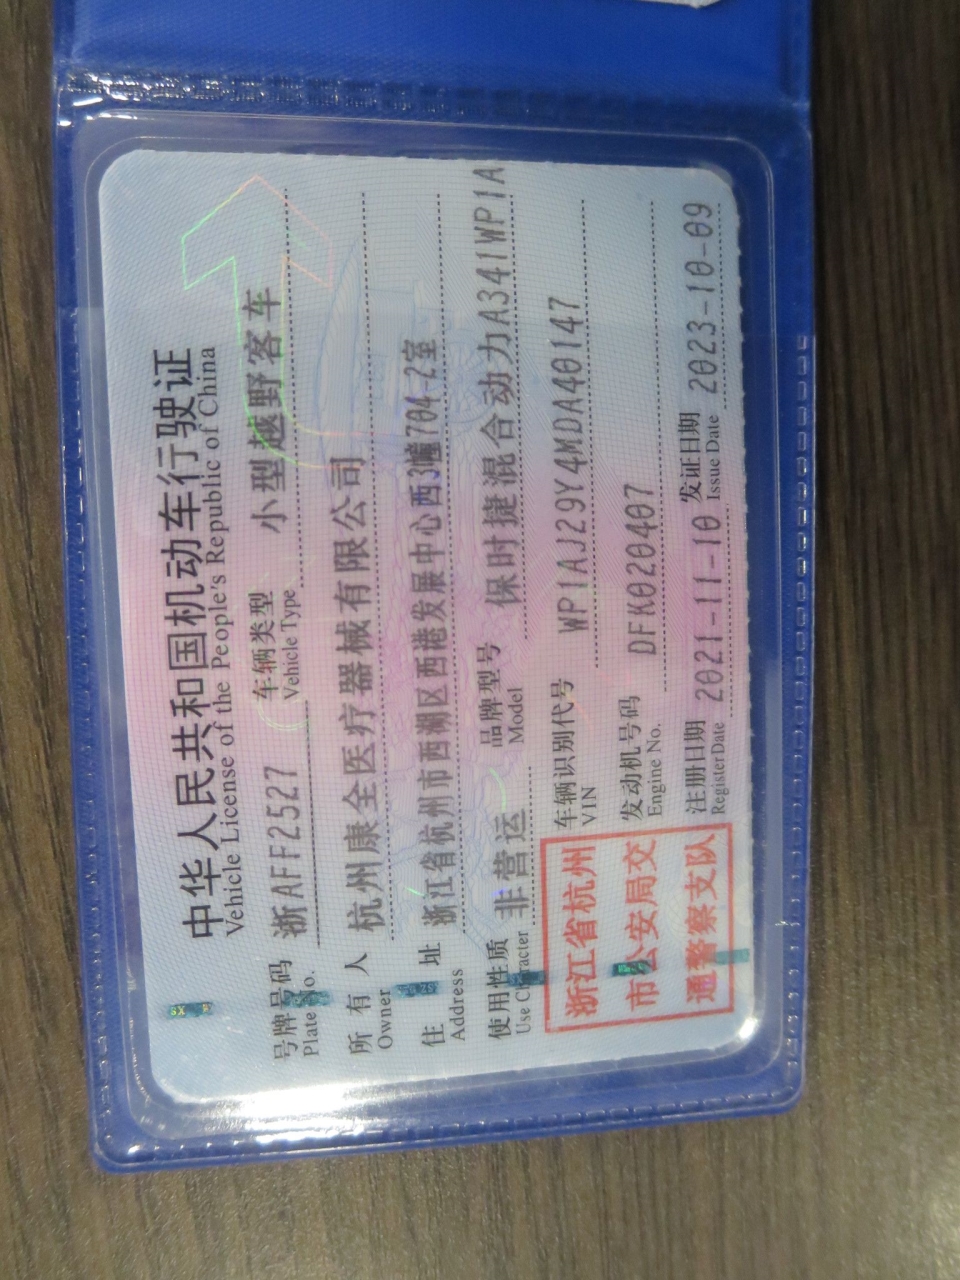 中华人民共和国机动车行驶证
Vehicle License of the People's Republic of China
号牌号码 浙AFF2527 车辆类型 小型越野客车
Plate No. Vehicle Type
所有人 杭州康全医疗器械有限公司
Owner
住址 浙江省杭州市西湖区西港发展中心西3幢704-2室
Address
使用性质 非营运 品牌型号 保时捷混合动力A341WP1A
Use Character Model
浙江省杭州
市公安局交
通警察支队
车辆识别代号 WP1AJ29Y4MDA40147
VIN
发动机号码 DFK020407
Engine No.
注册日期 2021-11-10 发证日期 2023-10-09
Register Date Issue Date